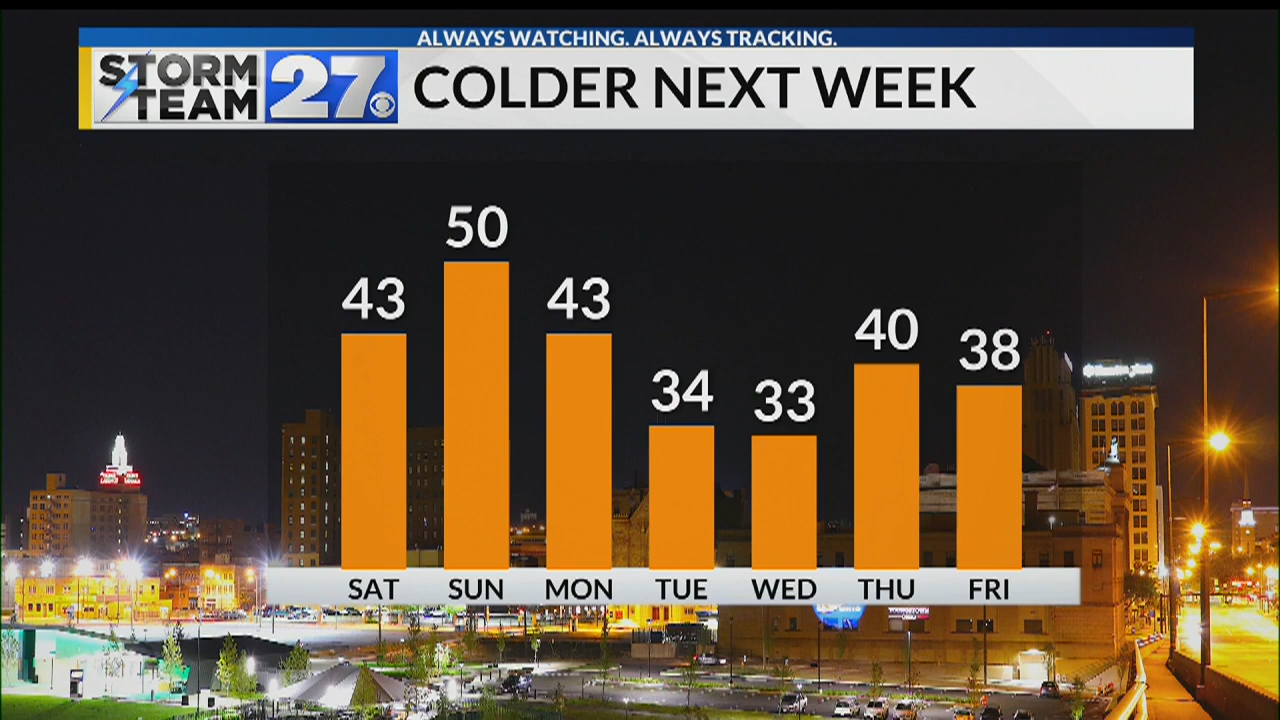 ALWAYS WATCHING. ALWAYS TRACKING.
STORM
TEAM
27
COLDER NEXT WEEK
43 50 43 34 33 40 38
SAT SUN MON TUE WED THU FRI